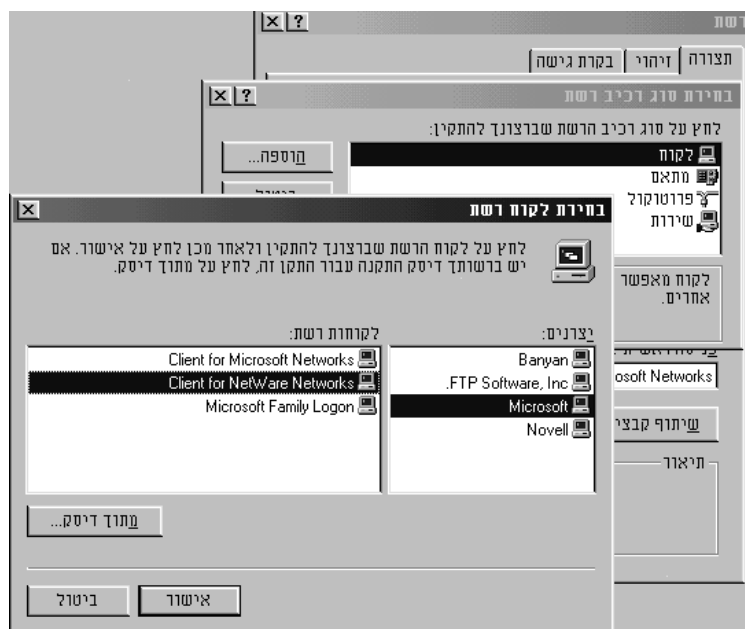 רשת
תצורה
זיהוי
בקרת גישה
בחירת סוג רכיב רשת
לחץ על סוג רכיב הרשת שברצונך להתקין:
לקוח
מתאם
פרוטוקול
שירות
הוספה...
ביטול
לקוח מאפשר
אחרים.
osoft Networks
שיתוף קבצי
תיאור
בחירת לקוח רשת
לחץ על לקוח הרשת שברצונך להתקין ולאחר מכן לחץ על אישור. אם
יש ברשותך דיסק התקנה עבור התקן זה, לחץ על מתוך דיסק.
יצרנים:
Banyan
FTP Software, Inc.
Microsoft
Novell
לקוחות רשת:
Client for Microsoft Networks
Client for NetWare Networks
Microsoft Family Logon
מתוך דיסק...
אישור
ביטול